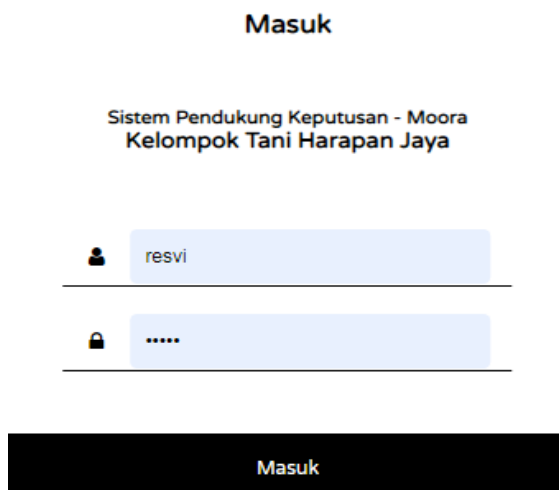 Masuk
Sistem Pendukung Keputusan - Moora
Kelompok Tani Harapan Jaya
resvi
•••••
Masuk